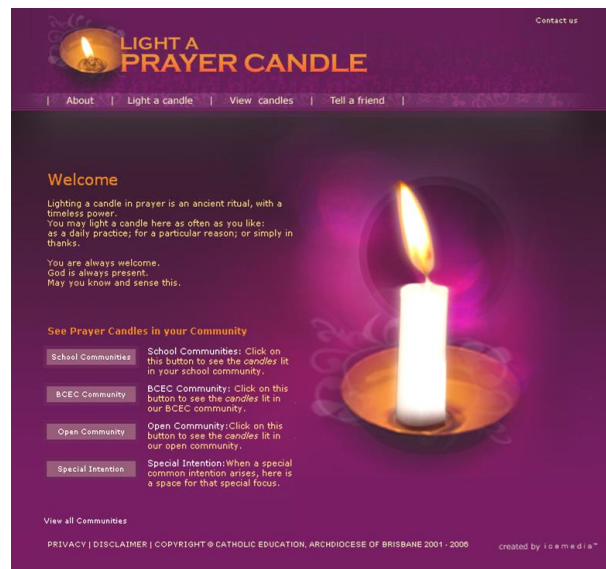 Contact us
LIGHT A
PRAYER CANDLE
| About | Light a candle | View candles | Tell a friend |
Welcome
Lighting a candle in prayer is an ancient ritual, with a
timeless power.
You may light a candle here as often as you like:
as a daily practice; for a particular reason; or simply in
thanks.
You are always welcome.
God is always present.
May you know and sense this.
See Prayer Candles in your Community
School Communities
School Communities: Click on
this button to see the candles lit
in your school community.
BCEC Community
BCEC Community: Click on this
button to see the candles lit in
our BCEC community.
Open Community
Open Community:Click on this
button to see the candles lit in
our open community.
Special Intention
Special Intention:When a special
common intention arises, here is
a space for that special focus.
View all Communities
PRIVACY | DISCLAIMER | COPYRIGHT © CATHOLIC EDUCATION, ARCHDIOCESE OF BRISBANE 2001 - 2006
created by icemedia™